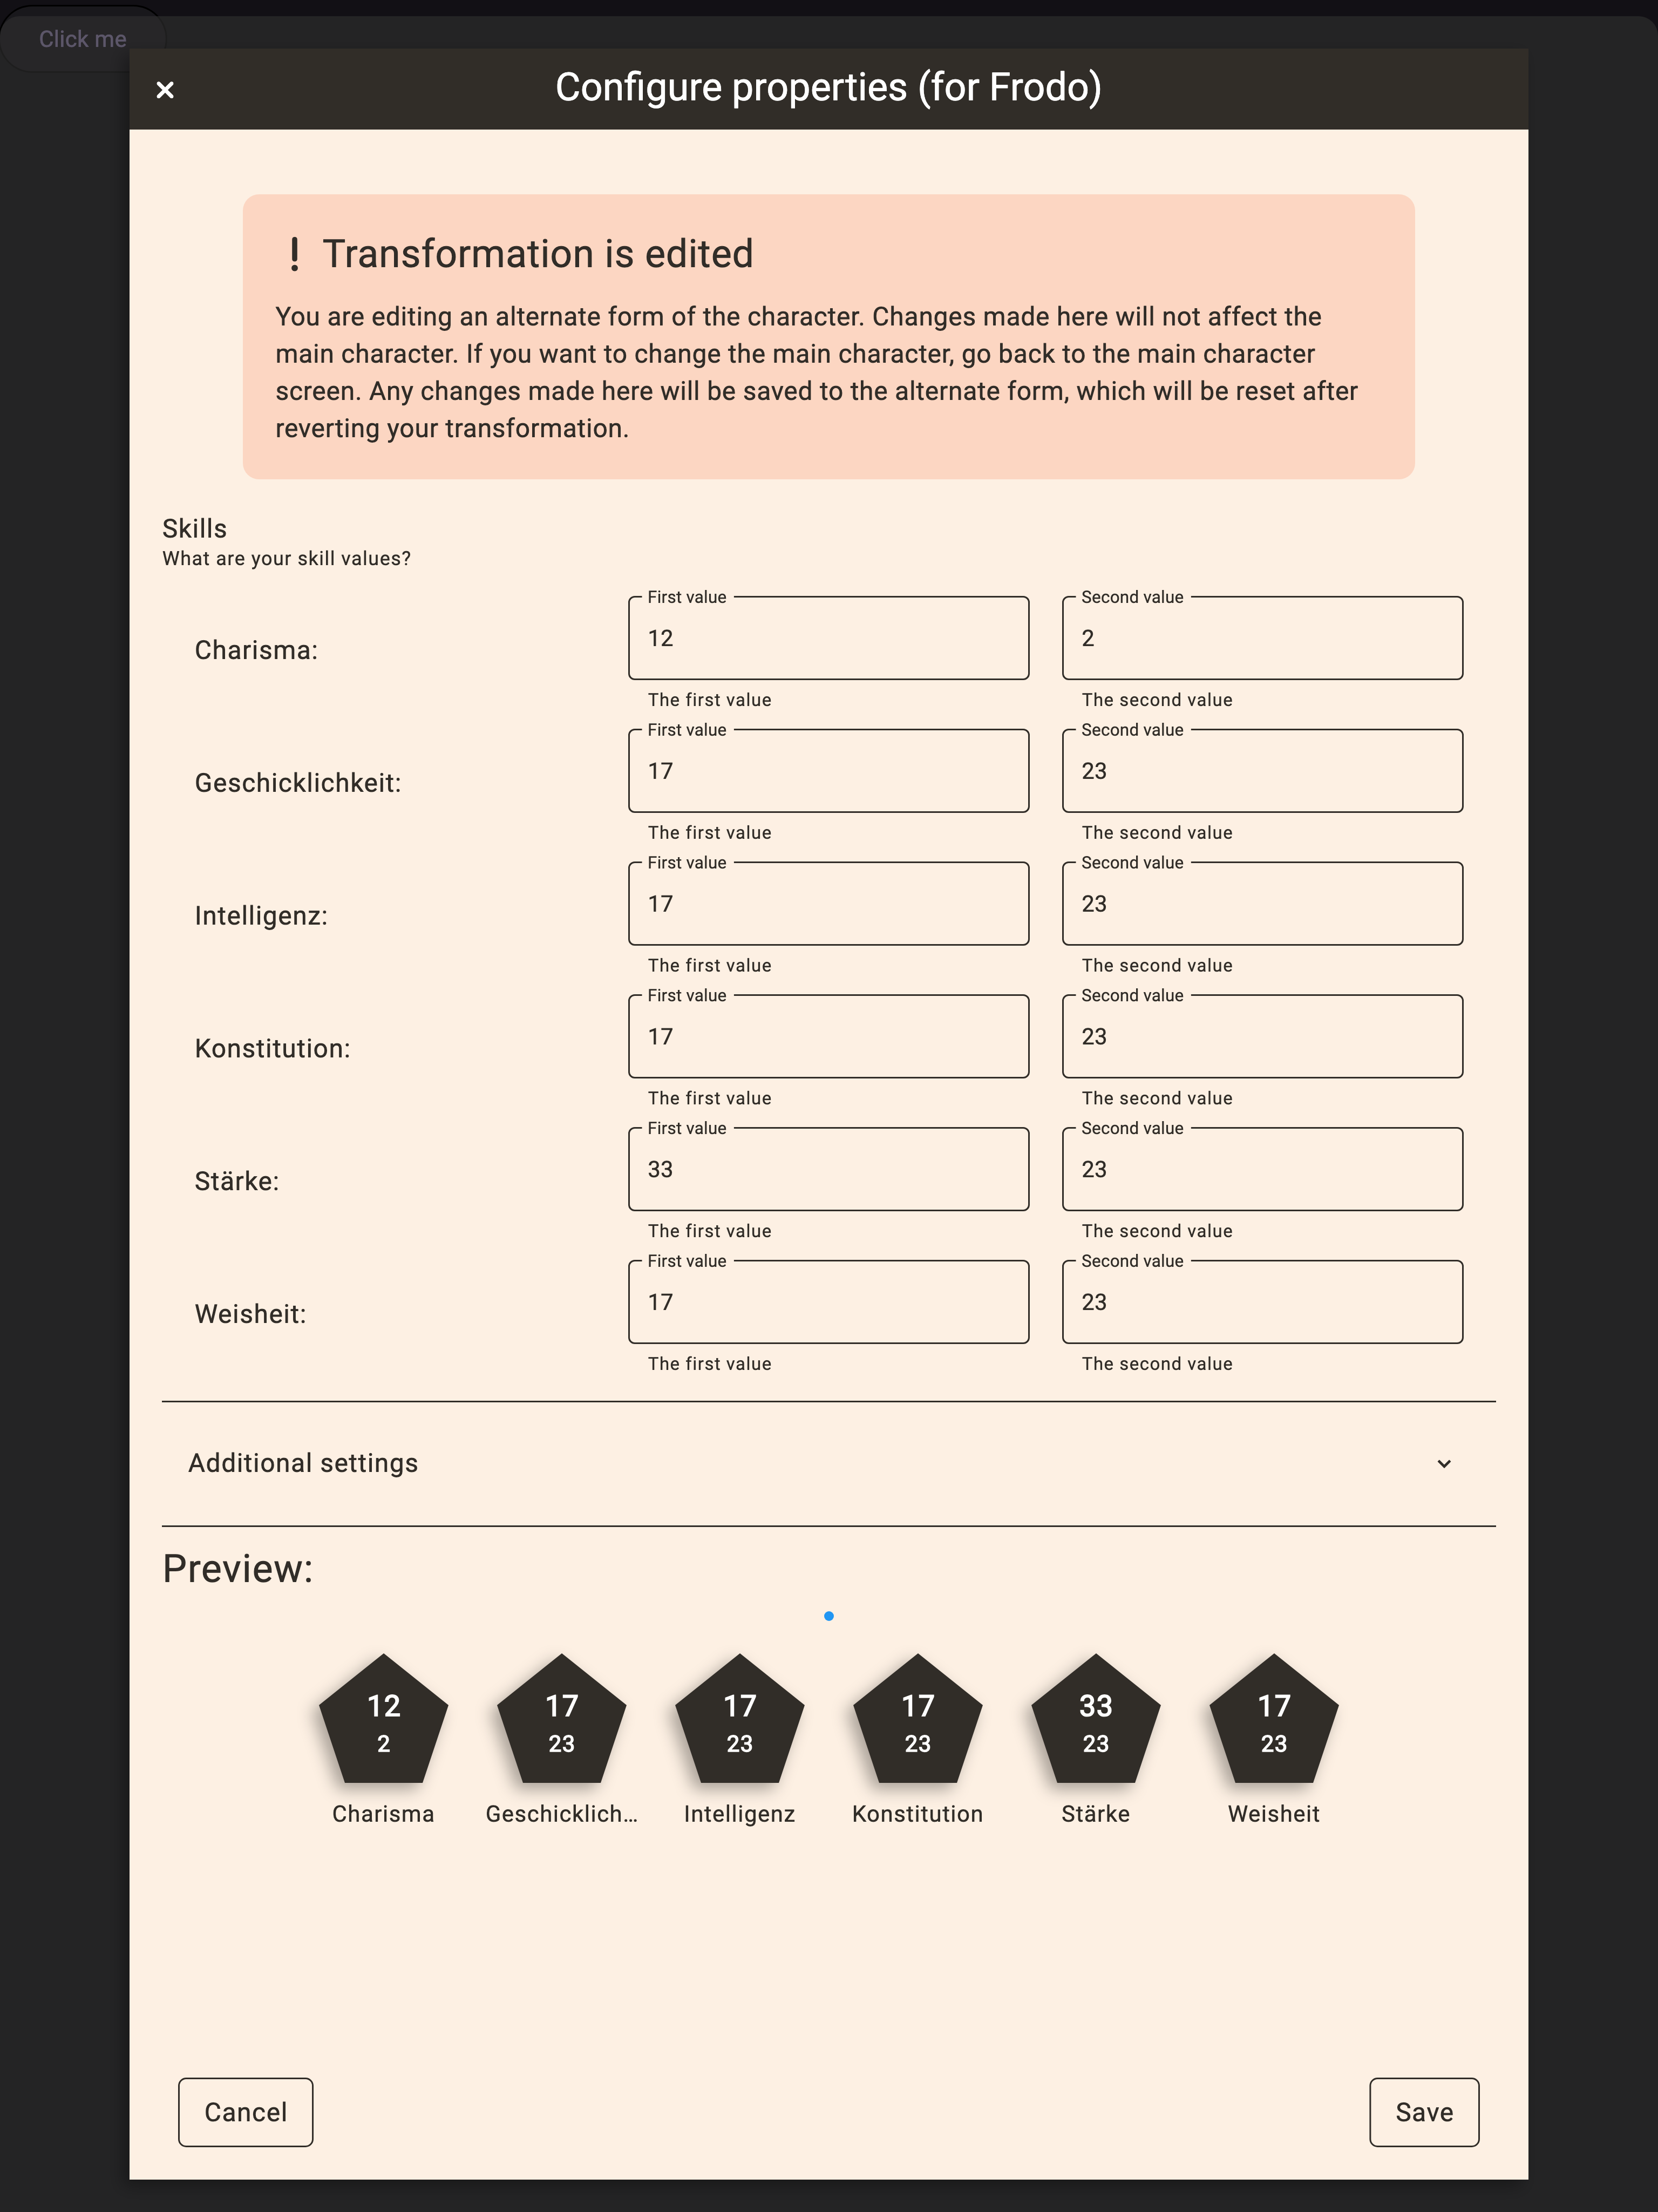 Click me
Configure properties (for Frodo)
Transformation is edited
You are editing an alternate form of the character. Changes made here will not affect the
main character. If you want to change the main character, go back to the main character
screen. Any changes made here will be saved to the alternate form, which will be reset after
reverting your transformation.
Skills
What are your skill values?
First value
Second value
Charisma:
12
2
The first value
The second value
First value
Second value
Geschicklichkeit:
17
23
The first value
The second value
First value
Second value
Intelligenz:
17
23
The first value
The second value
First value
Second value
Konstitution:
17
23
The first value
The second value
First value
Second value
Stärke:
33
23
The first value
The second value
First value
Second value
Weisheit:
17
23
The first value
The second value
Additional settings
Preview:
12
2
Charisma
17
23
Geschicklich...
17
23
Intelligenz
17
23
Konstitution
33
23
Stärke
17
23
Weisheit
Cancel
Save